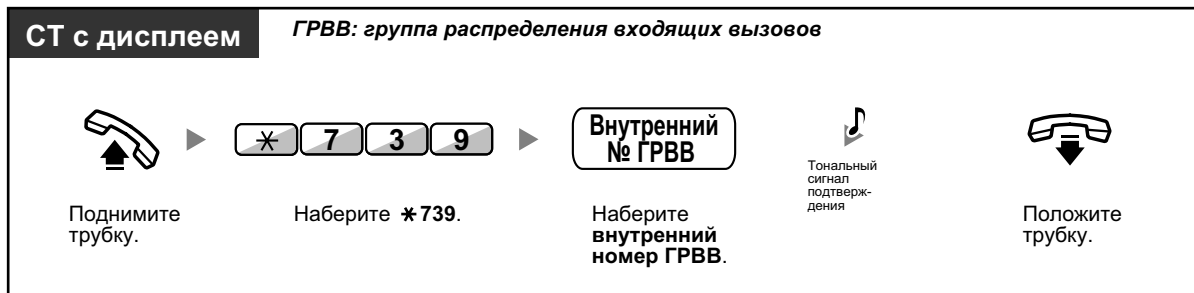 СТ с дисплеем
ГРВВ: группа распределения входящих вызовов
* 7 3 9
Внутренний
№ ГРВВ
Тональный
сигнал
подтверж-
дения
Поднимите
трубку.
Наберите *739.
Наберите
внутренний
номер ГРВВ.
Положите
трубку.